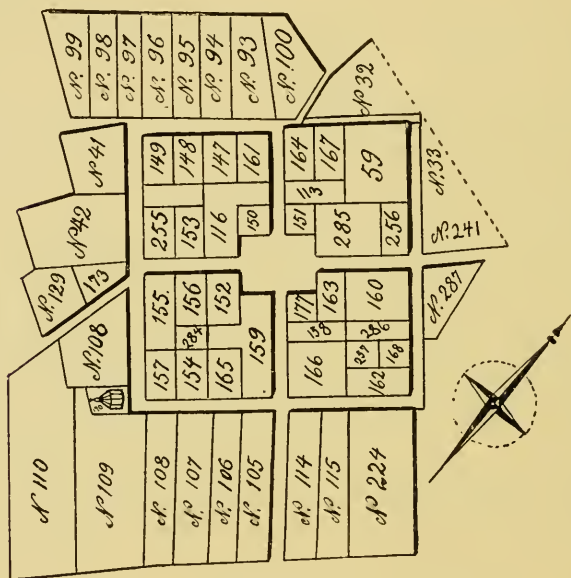 Nº 99
Nº 98
Nº 97
Nº 96
Nº 95
Nº 94
Nº 93
Nº 100
Nº 32
Nº 33
Nº 241
Nº 41
Nº 42
Nº 129
173
149
148
147
161
255
153
116
150
164
167
59
1/3
151
285
256
155.
156
152
284
159
157
154
165
177
163
160
158
286
166
297
168
162
Nº 287
Nº 108
Nº 110
Nº 109
Nº 108
Nº 107
Nº 106
Nº 105
Nº 114
Nº 115
Nº 224